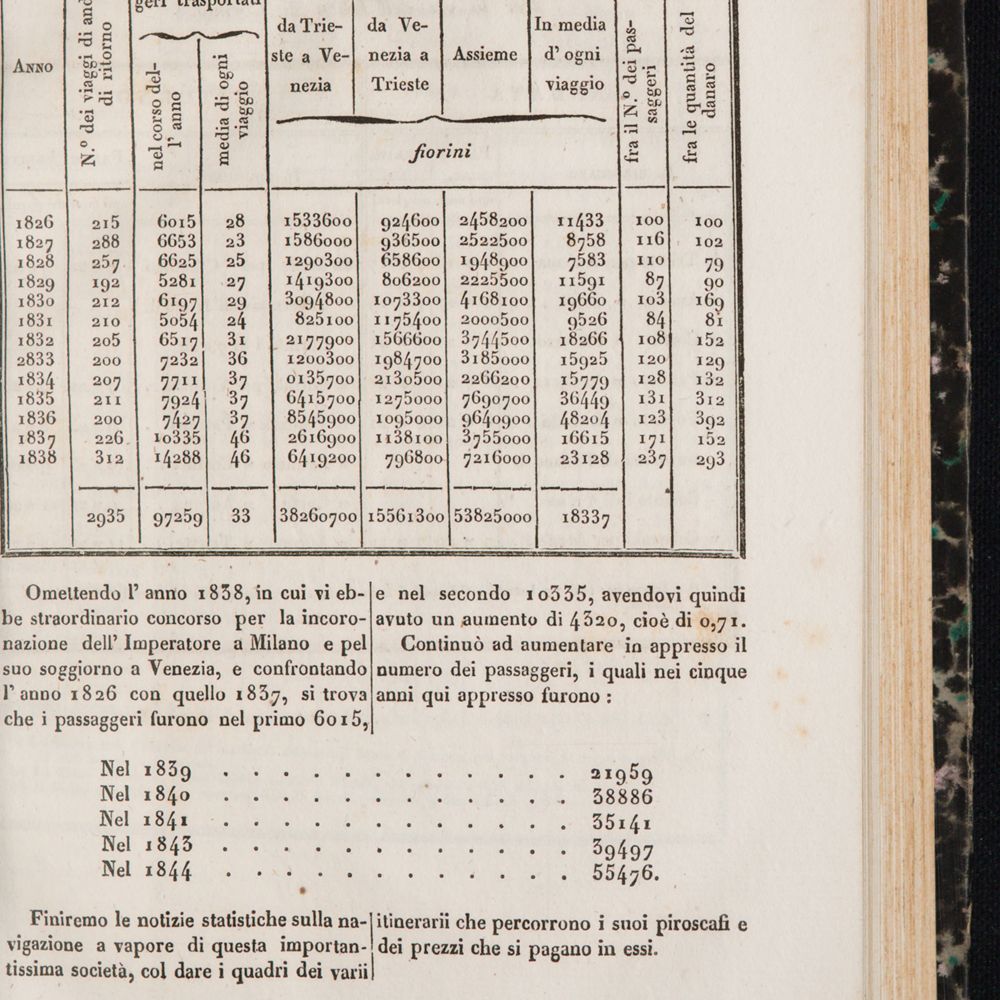 geri trasportati
ANNO
N.º dei viaggi di and
di ritorno
nel corso del-
l' anno
media di ogni
viaggio
da Trie-
ste a Ve-
nezia
da Ve-
nezia a
Trieste
Assieme
In media
d' ogni
viaggio
fiorini
fra il N.º dei pas-
saggeri
fra le quantità del
danaro
1826 215 6015 28 1533600 924600 2458200 11433 100 100
1827 288 6653 23 1586000 936500 2522500 8758 116 102
1828 257 6625 25 1290300 658600 1948900 7583 110 79
1829 192 5281 27 1419300 806200 2225500 11591 87 90
1830 212 6197 29 3094800 1073300 4168100 19660 103 169
1831 210 5054 24 825100 1175400 2000500 9526 84 81
1832 205 6517 31 2177900 1566600 3744500 18266 108 152
2833 200 7232 36 1200300 1984700 3185000 15925 120 129
1834 207 7711 37 0135700 2130500 2266200 15779 128 132
1835 211 7924 37 6415700 1275000 7690700 36449 131 312
1836 200 7427 37 8545900 1095000 9640900 48204 123 392
1837 226 10335 46 2616900 1138100 3755000 16615 171 152
1838 312 14288 46 6419200 796800 7216000 23128 237 293
2935 97259 33 38260700 15561300 53825000 18337
Omettendo l' anno 1838, in cui vi eb-
be straordinario concorso per la incoro-
nazione dell' Imperatore a Milano e pel
suo soggiorno a Venezia, e confrontando
l' anno 1826 con quello 1837, si trova
che i passaggeri furono nel primo 6015,
e nel secondo 10335, avendovi quindi
avuto un aumento di 4320, cioè di 0,71.
Continuò ad aumentare in appresso il
numero dei passaggeri, i quali nei cinque
anni qui appresso furono :
Nel 1839 . . . . . . . . . . . . 21959
Nel 1840 . . . . . . . . . . . . 38886
Nel 1841 . . . . . . . . . . . . 35141
Nel 1843 . . . . . . . . . . . . 39497
Nel 1844 . . . . . . . . . . . . 55476.
Finiremo le notizie statistiche sulla na-
vigazione a vapore di questa importan-
tissima società, col dare i quadri dei varii
itinerarii che percorrono i suoi piroscafi e
dei prezzi che si pagano in essi.